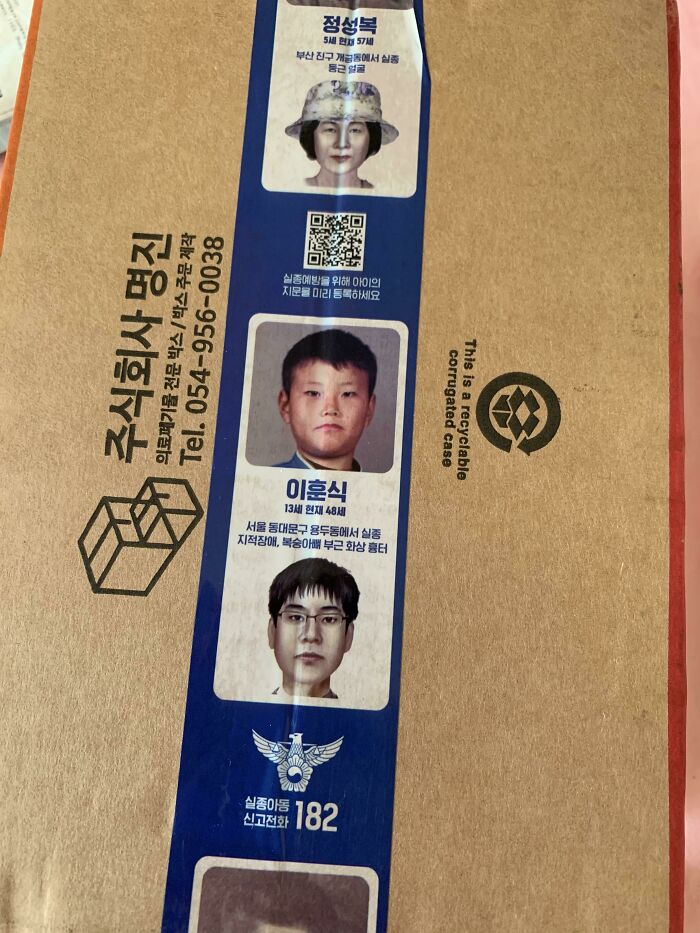 정성복
5세 현재 57세
부산 진구 개금동에서 실종
둥근 얼굴
실종예방을 위해 아이의
지문을 미리 등록하세요
주식회사 명진
의료폐기물 전문 박스 / 박스 주문 제작
Tel. 054-956-0038
This is a recyclable
corrugated case
이훈식
13세 현재 48세
서울 동대문구 용두동에서 실종
지적장애, 복숭아뼈 부근 화상 흉터
실종아동
신고전화 182